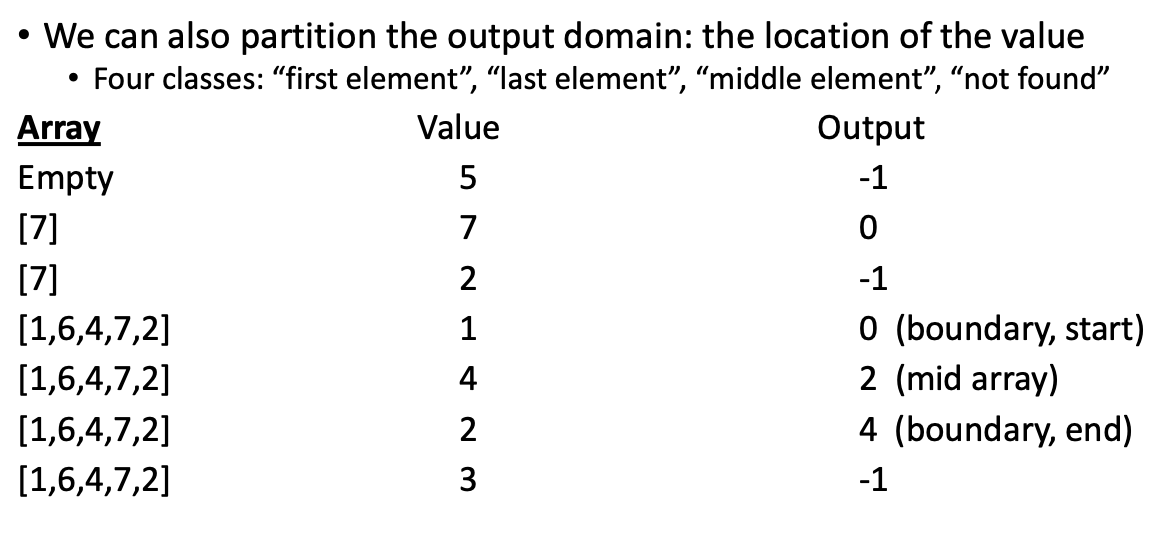 • We can also partition the output domain: the location of the value
• Four classes: “first element”, “last element”, “middle element”, “not found”
Array Value Output
Empty 5 -1
[7] 7 0
[7] 2 -1
[1,6,4,7,2] 1 0 (boundary, start)
[1,6,4,7,2] 4 2 (mid array)
[1,6,4,7,2] 2 4 (boundary, end)
[1,6,4,7,2] 3 -1